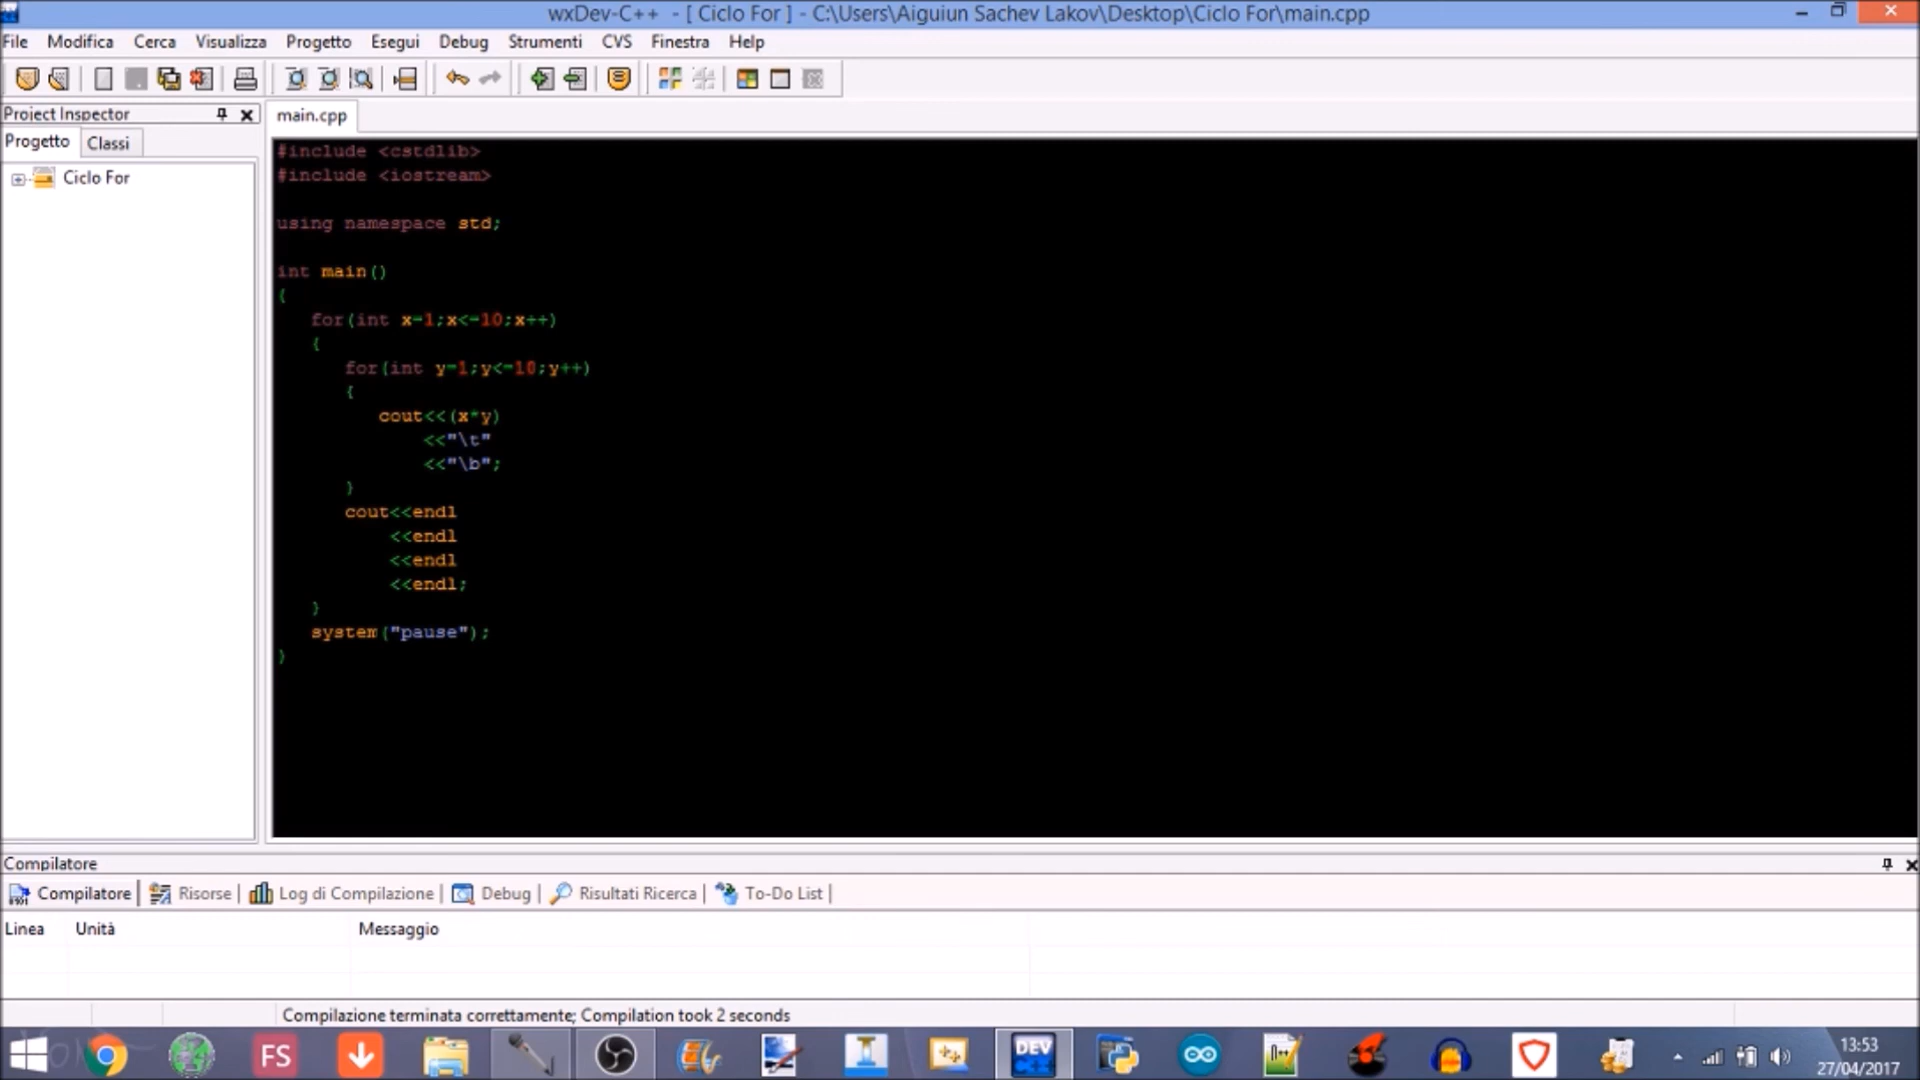 wxDev-C++ - [ Ciclo For ] - C:\Users\Aiguiun Sachev Lakov\Desktop\Ciclo For\main.cpp
File Modifica Cerca Visualizza Progetto Esegui Debug Strumenti CVS Finestra Help
Project Inspector
main.cpp
Progetto Classi
Ciclo For
#include <cstdlib>
#include <iostream>
using namespace std;
int main()
{
for(int x=1;x<=10;x++)
{
for(int y=1;y<=10;y++)
{
cout<<(x*y)
<<"\t"
<<"\b";
}
cout<<endl
<<endl
<<endl
<<endl;
}
system("pause");
}
Compilatore
Compilatore Risorse Log di Compilazione Debug Risultati Ricerca To-Do List
Linea Unità Messaggio
Compilazione terminata correttamente; Compilation took 2 seconds
FS DEV C++
13:53
27/04/2017